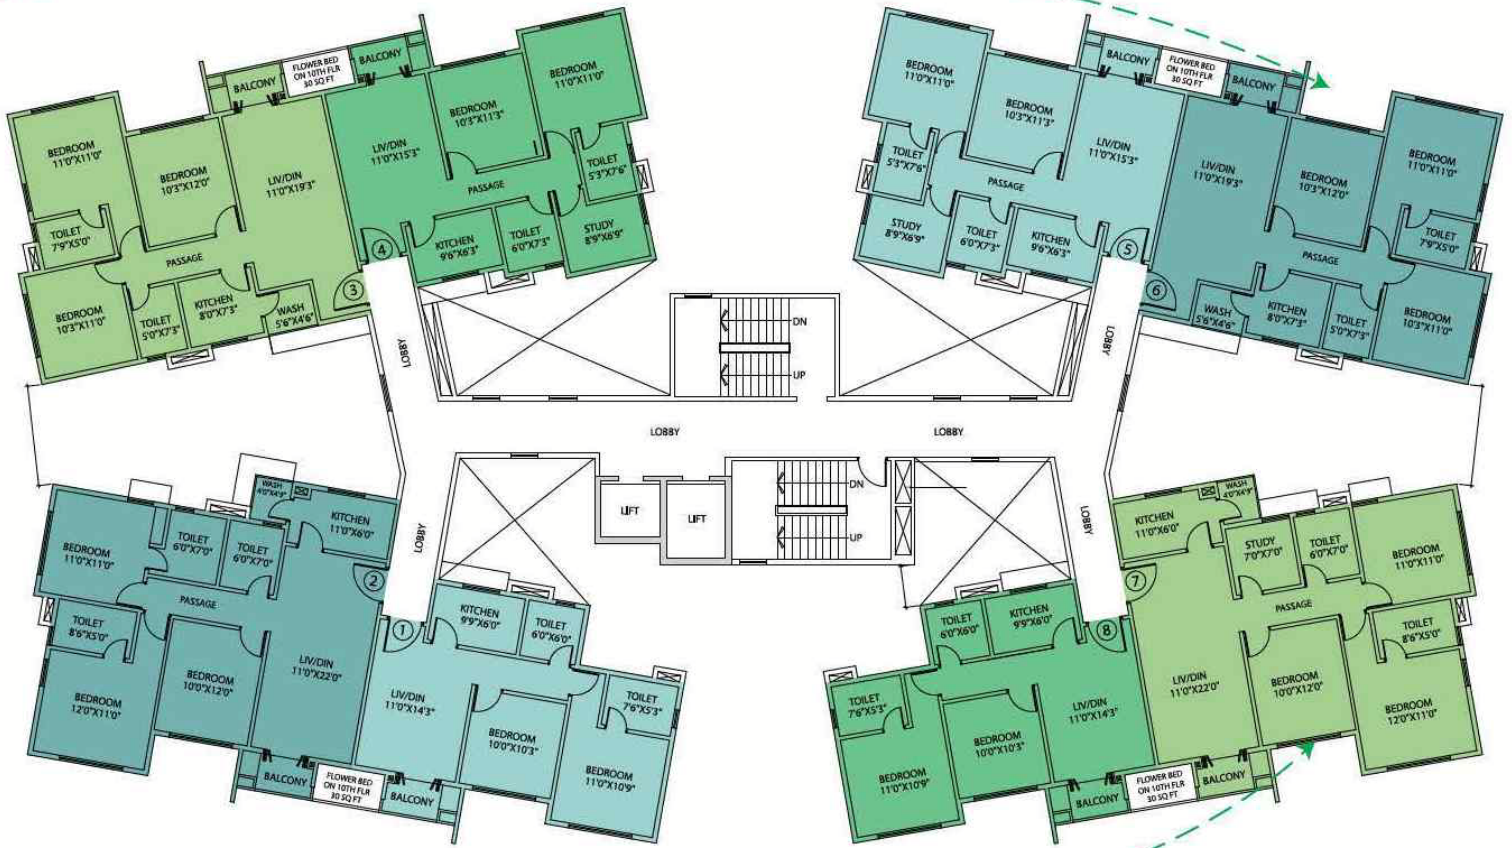 BALCONY
FLOWER BED
ON 10TH FLR
30 SQ FT
BALCONY
BEDROOM
11'0"X11'0"
BEDROOM
10'3"X12'0"
LIV/DIN
11'0"X19'3"
TOILET
7'9"X5'0"
PASSAGE
BEDROOM
10'3"X11'0"
TOILET
5'0"X7'3"
KITCHEN
8'0"X7'3"
WASH
5'6"X4'6"
3
LIV/DIN
11'0"X15'3"
BEDROOM
10'3"X11'3"
BEDROOM
11'0"X11'0"
TOILET
5'3"X7'6"
PASSAGE
4
KITCHEN
9'6"X6'3"
TOILET
6'0"X7'3"
STUDY
8'9"X6'9"
BEDROOM
11'0"X11'0"
BEDROOM
10'3"X11'3"
LIV/DIN
11'0"X15'3"
BALCONY
FLOWER BED
ON 10TH FLR
30 SQ FT
BALCONY
TOILET
5'3"X7'6"
PASSAGE
STUDY
8'9"X6'9"
TOILET
6'0"X7'3"
KITCHEN
9'6"X6'3"
5
LIV/DIN
11'0"X19'3"
BEDROOM
10'3"X12'0"
BEDROOM
11'0"X11'0"
TOILET
7'9"X5'0"
PASSAGE
6
WASH
5'6"X4'6"
KITCHEN
8'0"X7'3"
TOILET
5'0"X7'3"
BEDROOM
10'3"X11'0"
LOBBY
DN
UP
LOBBY
LOBBY
LOBBY
LIFT
LIFT
DN
UP
LOBBY
LOBBY
WASH
4'0"X4'9"
KITCHEN
11'0"X6'0"
BEDROOM
11'0"X11'0"
TOILET
6'0"X7'0"
TOILET
6'0"X7'0"
2
PASSAGE
TOILET
8'6"X5'0"
BEDROOM
12'0"X11'0"
BEDROOM
10'0"X12'0"
LIV/DIN
11'0"X22'0"
BALCONY
FLOWER BED
ON 10TH FLR
30 SQ FT
BALCONY
1
KITCHEN
9'9"X6'0"
TOILET
6'0"X6'0"
LIV/DIN
11'0"X14'3"
BEDROOM
10'0"X10'3"
TOILET
7'6"X5'3"
BEDROOM
11'0"X10'9"
TOILET
6'0"X6'0"
KITCHEN
9'9"X6'0"
8
TOILET
7'6"X5'3"
BEDROOM
11'0"X10'9"
BEDROOM
10'0"X10'3"
LIV/DIN
11'0"X14'3"
BALCONY
FLOWER BED
ON 10TH FLR
30 SQ FT
BALCONY
WASH
4'0"X4'9"
KITCHEN
11'0"X6'0"
7
STUDY
7'0"X7'0"
TOILET
6'0"X7'0"
BEDROOM
11'0"X11'0"
PASSAGE
TOILET
8'6"X5'0"
LIV/DIN
11'0"X22'0"
BEDROOM
10'0"X12'0"
BEDROOM
12'0"X11'0"